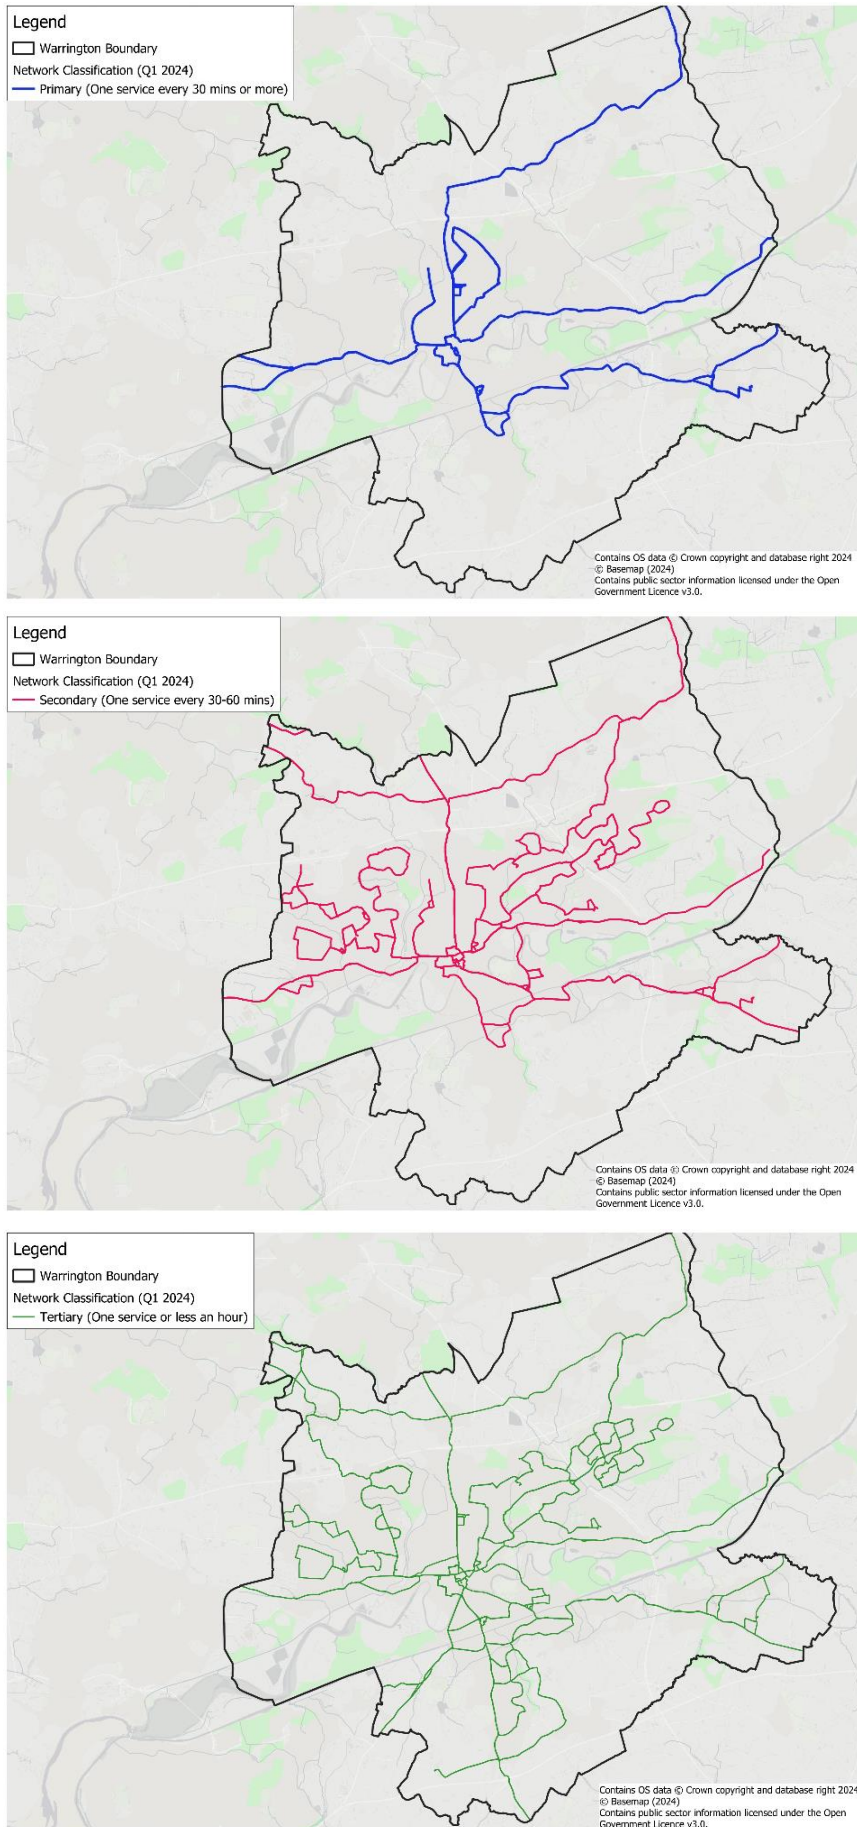 Legend
Warrington Boundary
Network Classification (Q1 2024)
Primary (One service every 30 mins or more)
Contains OS data © Crown copyright and database right 2024
© Basemap (2024)
Contains public sector information licensed under the Open
Government Licence v3.0.
Legend
Warrington Boundary
Network Classification (Q1 2024)
Secondary (One service every 30-60 mins)
Contains OS data © Crown copyright and database right 2024
© Basemap (2024)
Contains public sector information licensed under the Open
Government Licence v3.0.
Legend
Warrington Boundary
Network Classification (Q1 2024)
Tertiary (One service or less an hour)
Contains OS data © Crown copyright and database right 2024
© Basemap (2024)
Contains public sector information licensed under the Open
Government Licence v3.0.